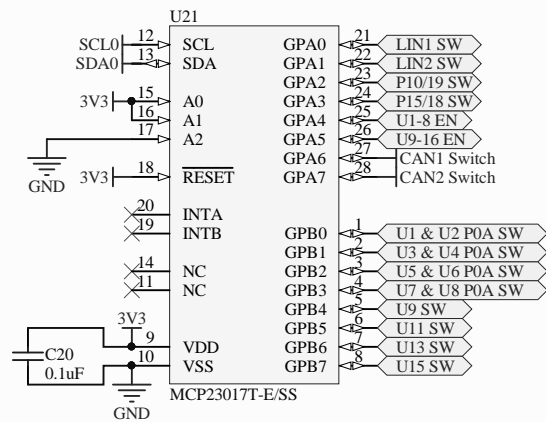 U21
SCL0 12 SCL GPA0 21 LIN1 SW
SDA0 13 SDA GPA1 22 LIN2 SW
GPA2 23 P10/19 SW
3V3 15 A0 GPA3 24 P15/18 SW
16 A1 GPA4 25 U1-8 EN
17 A2 GPA5 26 U9-16 EN
GPA6 27 CAN1 Switch
3V3 18 RESET GPA7 28 CAN2 Switch
GND
20 INTA
19 INTB GPB0 1 U1 & U2 P0A SW
GPB1 2 U3 & U4 P0A SW
14 NC GPB2 3 U5 & U6 P0A SW
11 NC GPB3 4 U7 & U8 P0A SW
GPB4 5 U9 SW
3V3 GPB5 6 U11 SW
C20 9 VDD GPB6 7 U13 SW
0.1uF 10 VSS GPB7 8 U15 SW
GND MCP23017T-E/SS